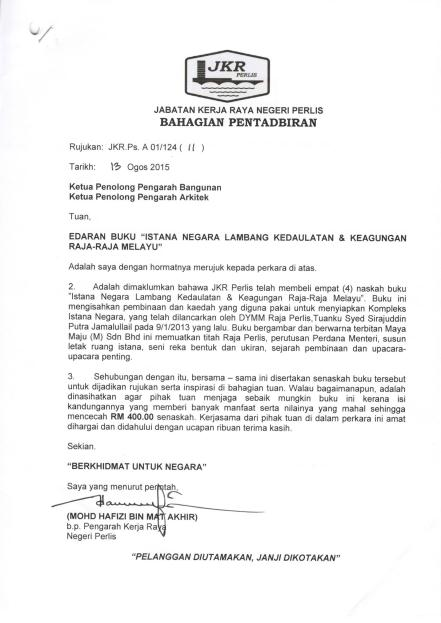 JKR
PERLIS
JABATAN KERJA RAYA NEGERI PERLIS
BAHAGIAN PENTADBIRAN
Rujukan: JKR.Ps. A 01/124 ( 11 )
Tarikh: 13 Ogos 2015
Ketua Penolong Pengarah Bangunan
Ketua Penolong Pengarah Arkitek
Tuan,
EDARAN BUKU “ISTANA NEGARA LAMBANG KEDAULATAN & KEAGUNGAN
RAJA-RAJA MELAYU”
Adalah saya dengan hormatnya merujuk kepada perkara di atas.
2. Adalah dimaklumkan bahawa JKR Perlis telah membeli empat (4) naskah buku
“Istana Negara Lambang Kedaulatan & Keagungan Raja-Raja Melayu”. Buku ini
mengisahkan pembinaan dan kaedah yang diguna pakai untuk menyiapkan Kompleks
Istana Negara, yang telah dilancarkan oleh DYMM Raja Perlis,Tuanku Syed Sirajuddin
Putra Jamalullail pada 9/1/2013 yang lalu. Buku bergambar dan berwarna terbitan Maya
Maju (M) Sdn Bhd ini memuatkan titah Raja Perlis, perutusan Perdana Menteri, susun
letak ruang istana, seni reka bentuk dan ukiran, sejarah pembinaan dan upacara-
upacara penting.
3. Sehubungan dengan itu, bersama – sama ini disertakan senaskah buku tersebut
untuk dijadikan rujukan serta inspirasi di bahagian tuan. Walau bagaimanapun, adalah
dinasihatkan agar pihak tuan menjaga sebaik mungkin buku ini kerana isi
kandungannya yang memberi banyak manfaat serta nilainya yang mahal sehingga
mencecah RM 400.00 senaskah. Kerjasama dari pihak tuan di dalam perkara ini amat
dihargai dan didahului dengan ucapan ribuan terima kasih.
Sekian.
“BERKHIDMAT UNTUK NEGARA”
Saya yang menurut perintah,
(MOHD HAFIZI BIN MAT AKHIR)
b.p. Pengarah Kerja Raya
Negeri Perlis
“PELANGGAN DIUTAMAKAN, JANJI DIKOTAKAN”